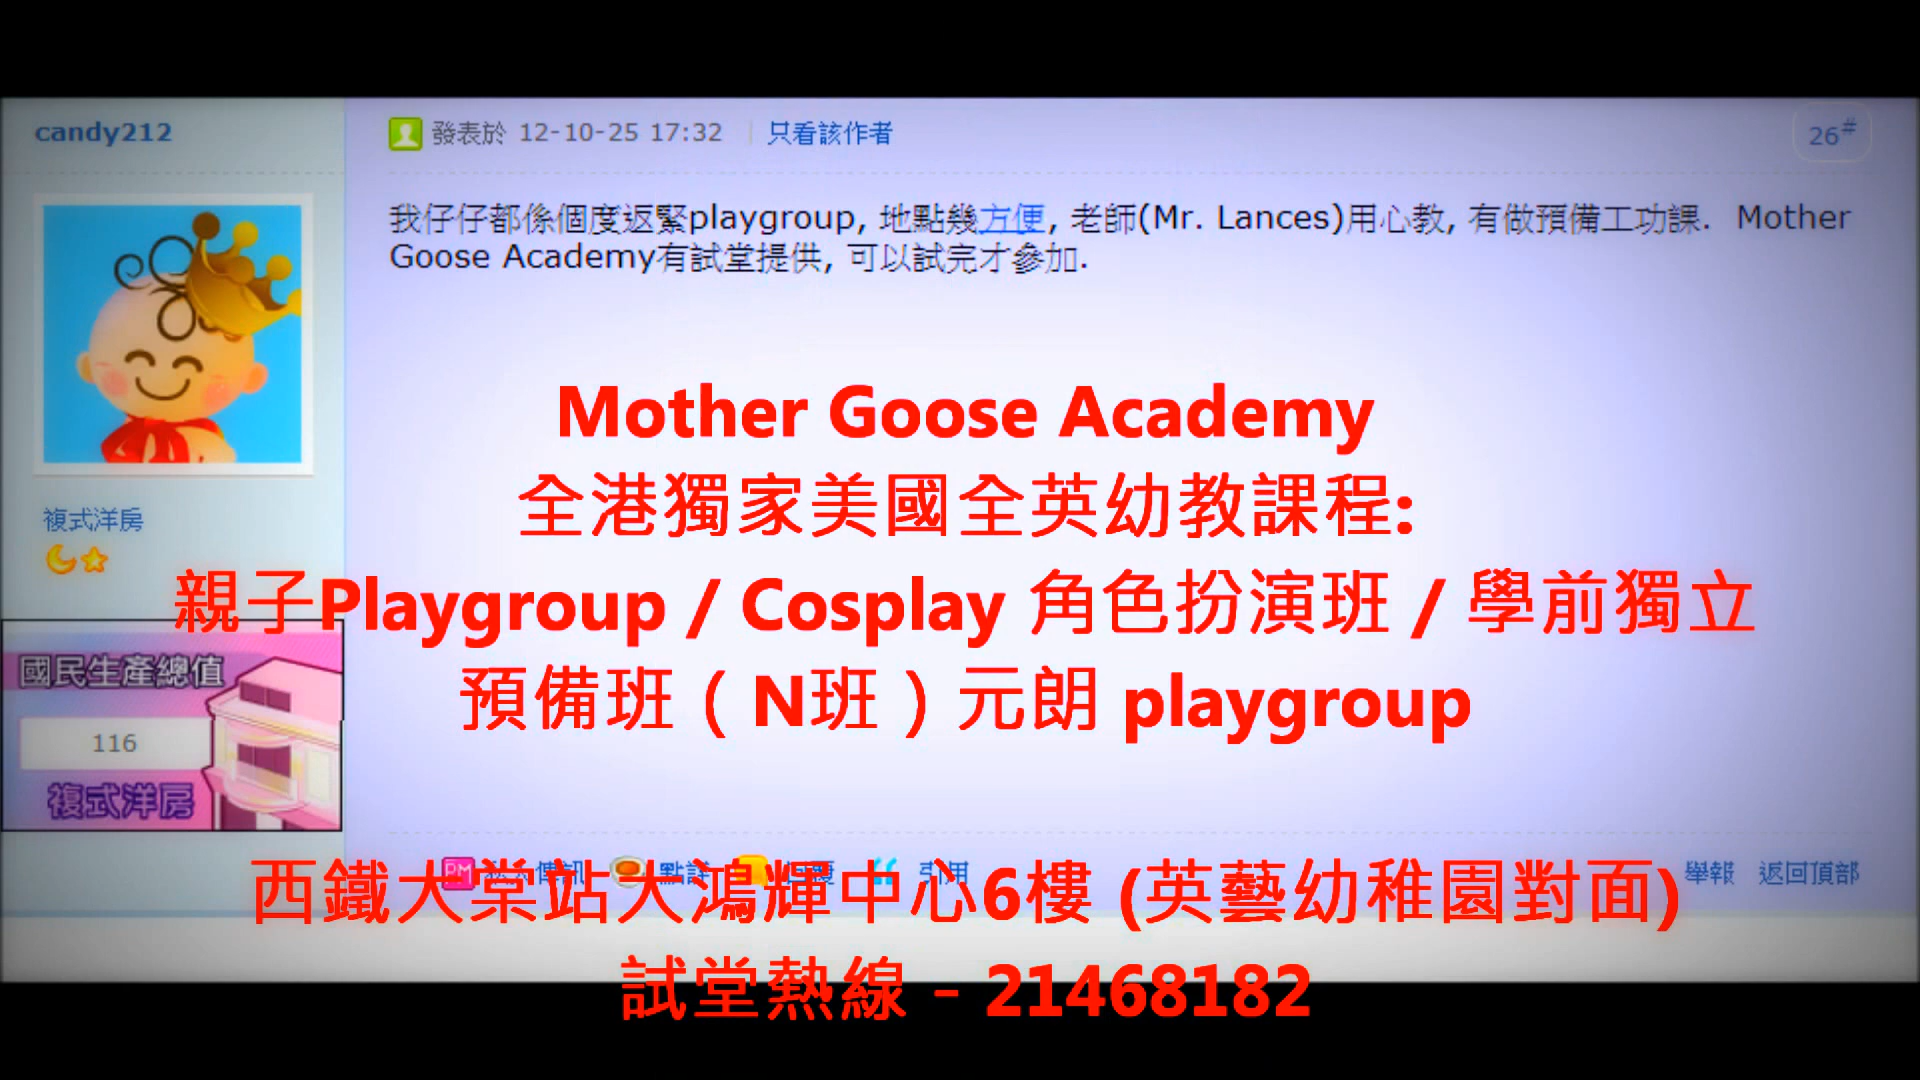 candy212
發表於 12-10-25 17:32
只看該作者
26#
我仔仔都係個度返緊playgroup, 地點幾方便, 老師(Mr. Lances)用心教, 有做預備工功課. Mother
Goose Academy有試堂提供, 可以試完才參加.
Mother Goose Academy
全港獨家美國全英幼教課程:
複式洋房
親子Playgroup / Cosplay 角色扮演班 / 學前獨立
預備班（N班）元朗 playgroup
國民生產總值
116
複式洋房
PM
引用
舉報
返回頂部
西鐵大棠站大鴻輝中心6樓 (英藝幼稚園對面)
試堂熱線 - 21468182